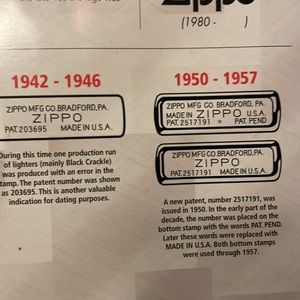 Zippo
(1980 -      )
1942 - 1946
ZIPPO MFG CO. BRADFORD, PA.
ZIPPO
PAT. 203695 MADE IN U.S.A.
During this time one production run
of lighters (mainly Black Crackle)
was produced with an error in the
stamp. The patent number was shown
as 203695. This is another valuable
indication for dating purposes.
1950 - 1957
ZIPPO MFG CO. BRADFORD, PA.
MADE IN ZIPPO U.S.A.
PAT. 2517191 ® PAT. PEND
ZIPPO MFG CO. BRADFORD, PA.
ZIPPO
PAT. 2517191 MADE IN U.S.A.
A new patent, number 2517191, was
issued in 1950. In the early part of the
decade, the number was placed on the
bottom stamp with the words PAT. PEND.
Later these words were replaced with
MADE IN U.S.A. Both bottom stamps
were used through 1957.